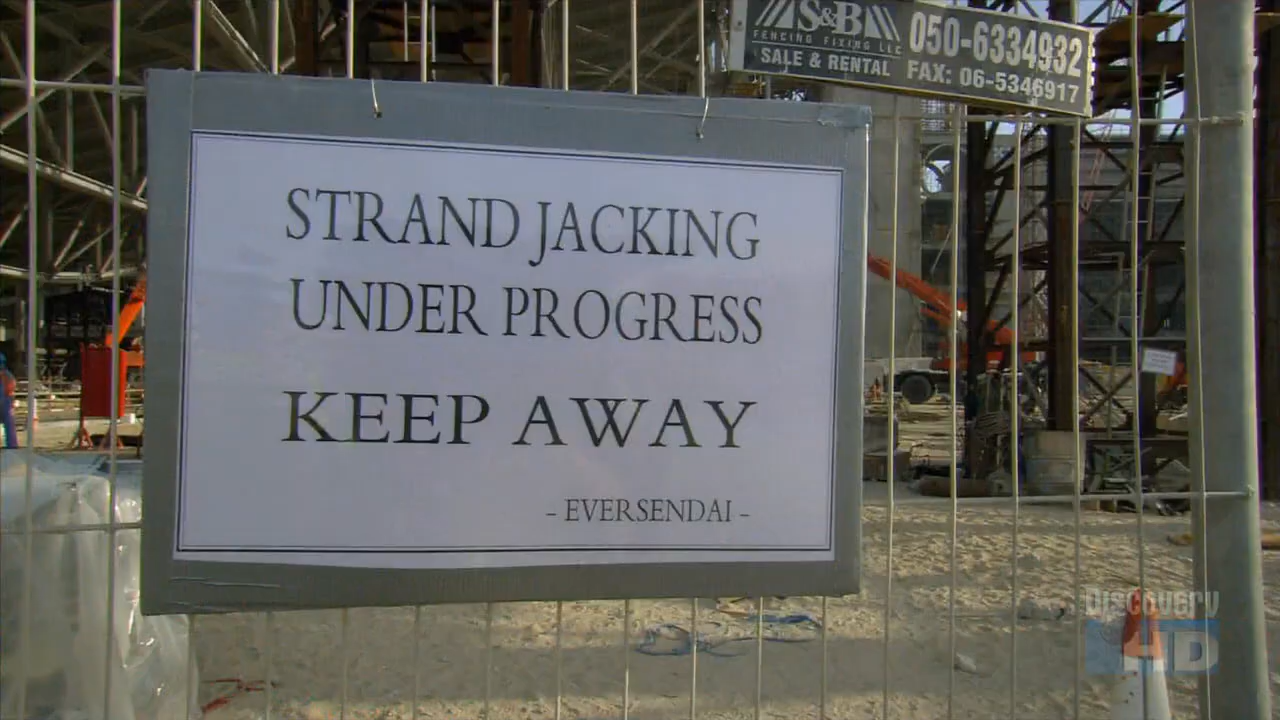 S&B
FENCING FIXING LLC
SALE & RENTAL
050-6334932
FAX: 06-5346917
STRAND JACKING
UNDER PROGRESS
KEEP AWAY
- EVERSENDAI -
Discovery
HD